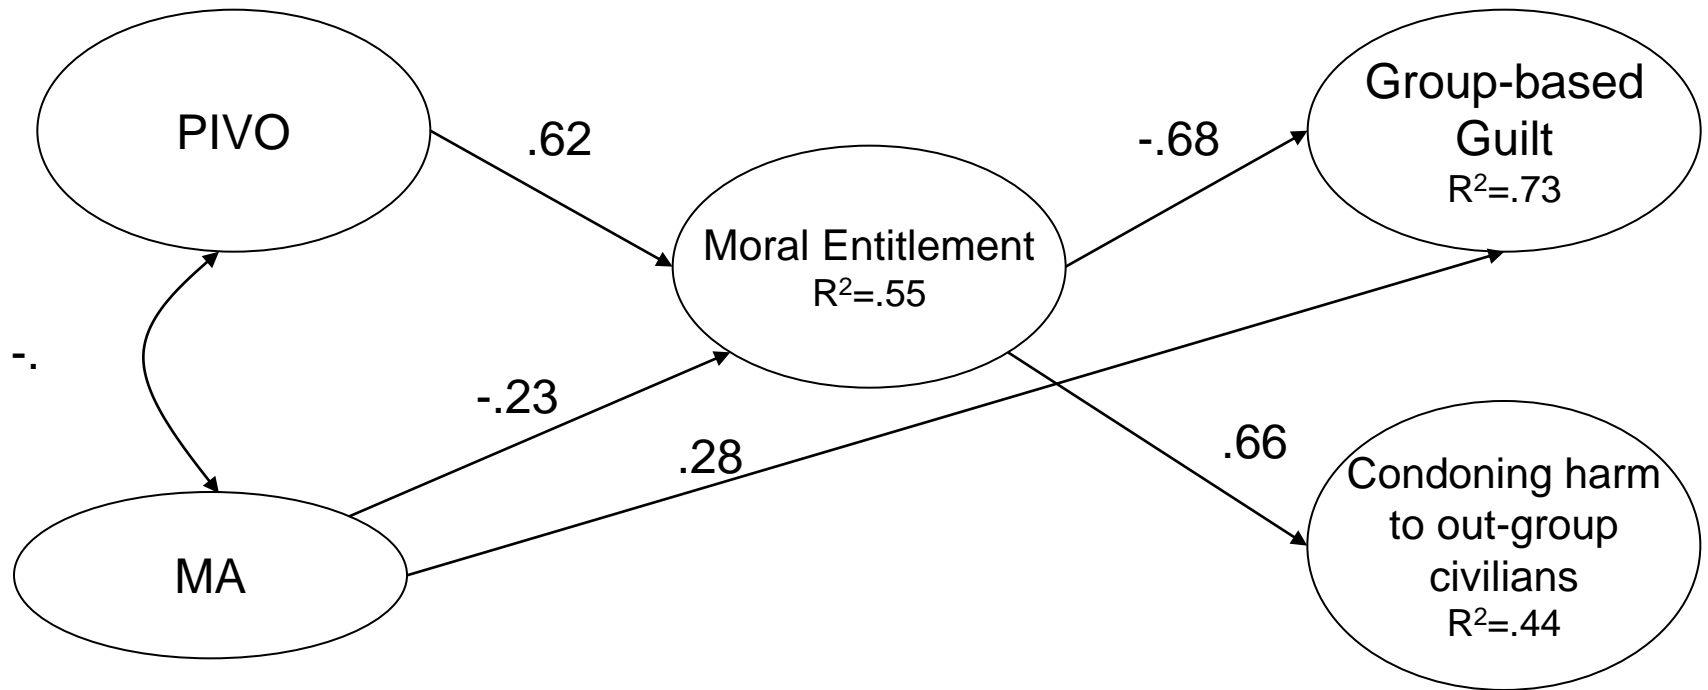 PIVO
.62
-.68
Group-based
Guilt
R²=.73
Moral Entitlement
R²=.55
-.
-.23
.28
.66
MA
Condoning harm
to out-group
civilians
R²=.44